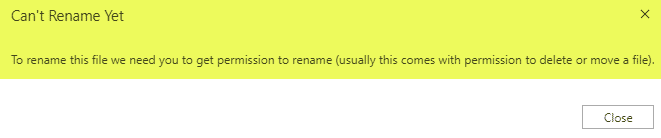 Can't Rename Yet
To rename this file we need you to get permission to rename (usually this comes with permission to delete or move a file).
Close